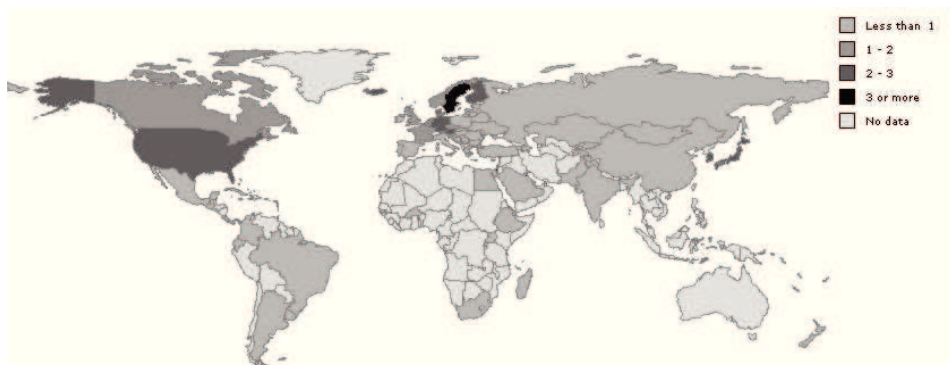 Less than 1
1 - 2
2 - 3
3 or more
No data